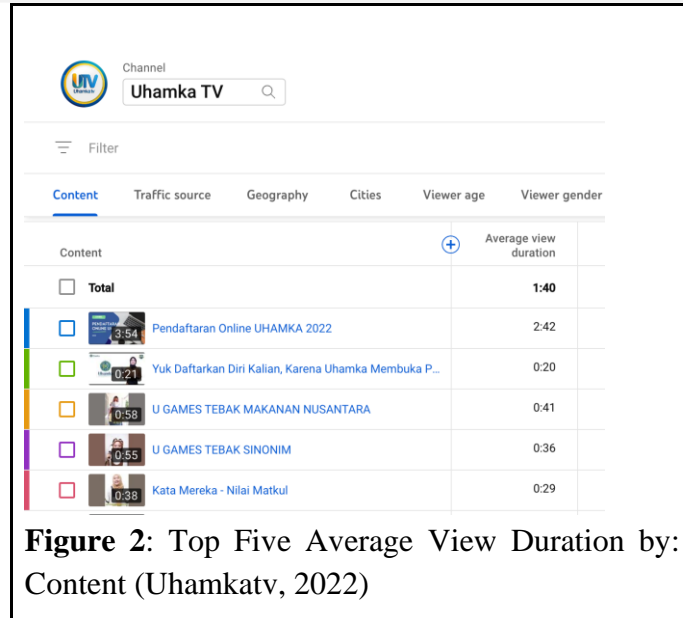 Channel
UTV
Uhamka TV
Filter
Content Traffic source Geography Cities Viewer age Viewer gender
Content Average view duration
Total 1:40
3:54 Pendaftaran Online UHAMKA 2022 2:42
0:21 Yuk Daftarkan Diri Kalian, Karena Uhamka Membuka P... 0:20
0:58 U GAMES TEBAK MAKANAN NUSANTARA 0:41
0:55 U GAMES TEBAK SINONIM 0:36
0:38 Kata Mereka - Nilai Matkul 0:29
Figure 2: Top Five Average View Duration by:
Content (Uhamkatv, 2022)